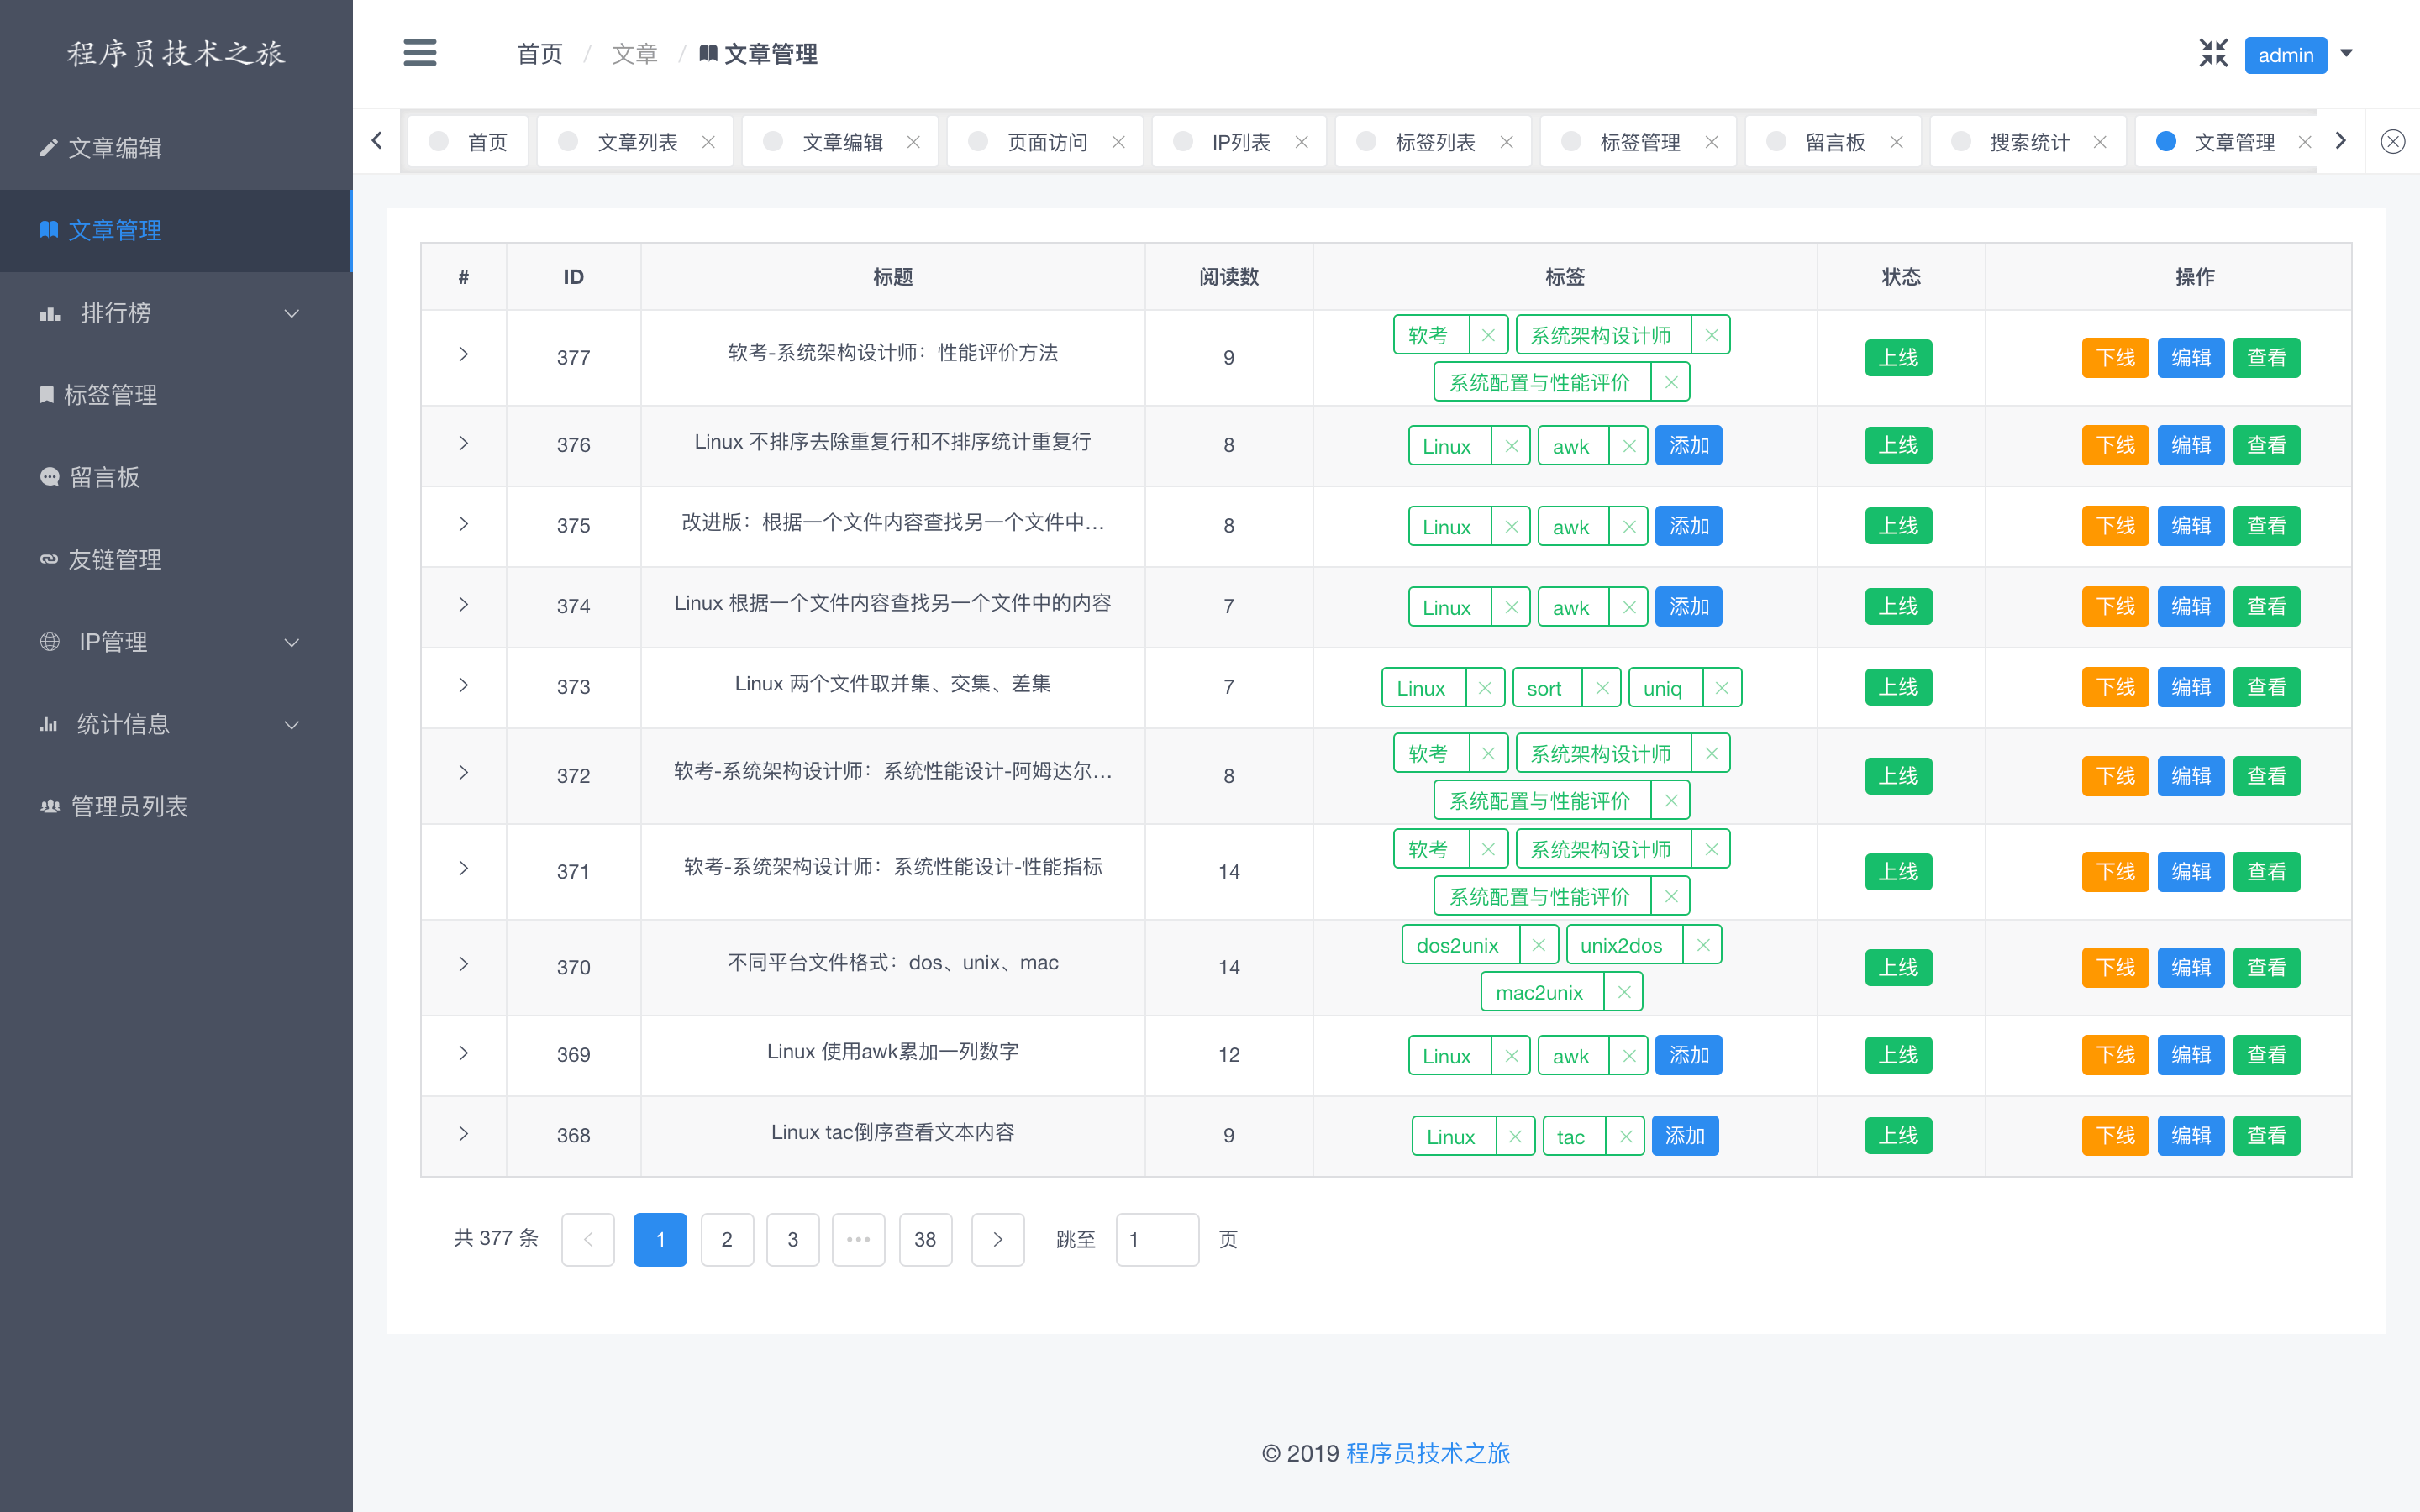 程序员技术之旅
文章编辑
文章管理
排行榜
标签管理
留言板
友链管理
IP管理
统计信息
管理员列表
首页 / 文章 / 文章管理
admin
首页 文章列表 文章编辑 页面访问 IP列表 标签列表 标签管理 留言板 搜索统计 文章管理
# ID 标题 阅读数 标签 状态 操作
377 软考-系统架构设计师：性能评价方法 9 软考 系统架构设计师 系统配置与性能评价 上线 下线 编辑 查看
376 Linux 不排序去除重复行和不排序统计重复行 8 Linux awk 添加 上线 下线 编辑 查看
375 改进版：根据一个文件内容查找另一个文件中... 8 Linux awk 添加 上线 下线 编辑 查看
374 Linux 根据一个文件内容查找另一个文件中的内容 7 Linux awk 添加 上线 下线 编辑 查看
373 Linux 两个文件取并集、交集、差集 7 Linux sort uniq 上线 下线 编辑 查看
372 软考-系统架构设计师：系统性能设计-阿姆达尔... 8 软考 系统架构设计师 系统配置与性能评价 上线 下线 编辑 查看
371 软考-系统架构设计师：系统性能设计-性能指标 14 软考 系统架构设计师 系统配置与性能评价 上线 下线 编辑 查看
370 不同平台文件格式：dos、unix、mac 14 dos2unix unix2dos mac2unix 上线 下线 编辑 查看
369 Linux 使用awk累加一列数字 12 Linux awk 添加 上线 下线 编辑 查看
368 Linux tac倒序查看文本内容 9 Linux tac 添加 上线 下线 编辑 查看
共 377 条 1 2 3 ••• 38 跳至 1 页
© 2019 程序员技术之旅